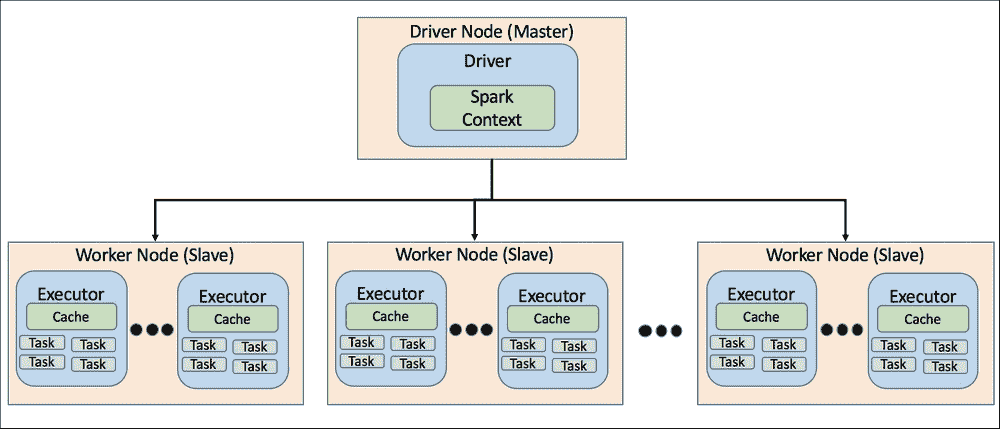 Driver Node (Master)
Driver
Spark
Context
Worker Node (Slave)
Executor
Cache
Task Task
Task Task
Executor
Cache
Task Task
Task Task
Worker Node (Slave)
Executor
Cache
Task Task
Task Task
Executor
Cache
Task Task
Task Task
Worker Node (Slave)
Executor
Cache
Task Task
Task Task
Executor
Cache
Task Task
Task Task